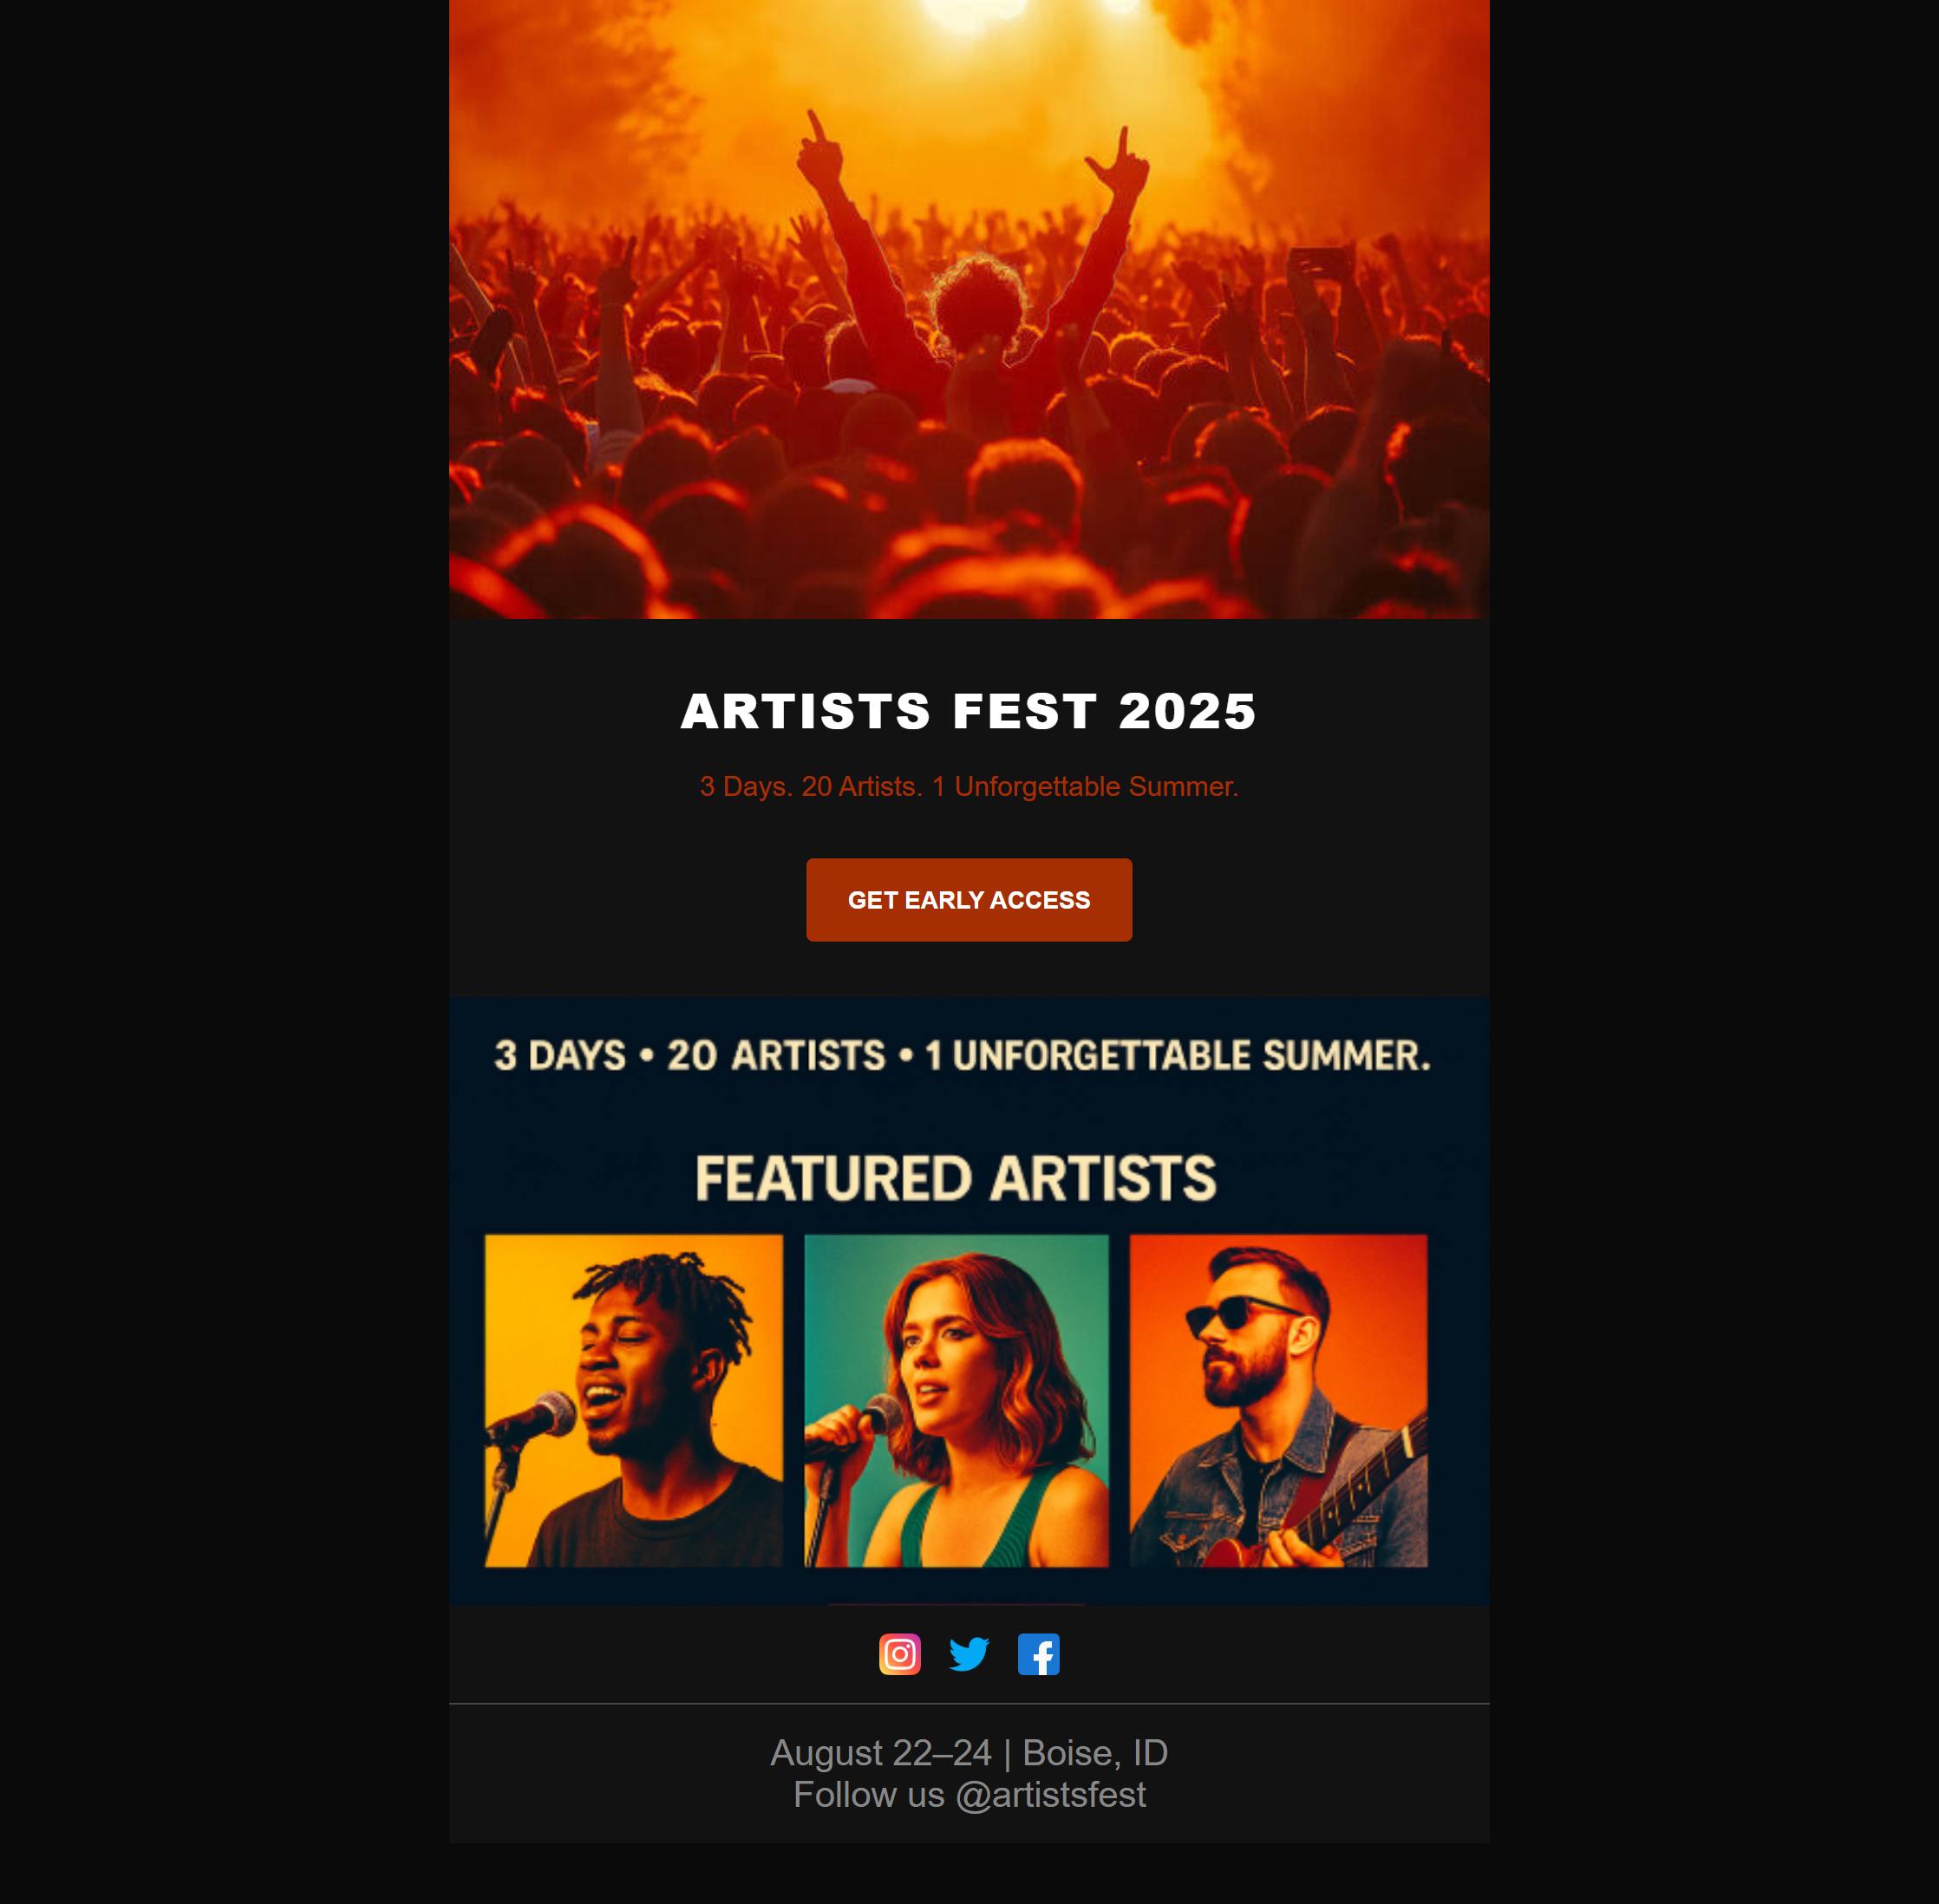 ARTISTS FEST 2025
3 Days. 20 Artists. 1 Unforgettable Summer.
GET EARLY ACCESS
3 DAYS • 20 ARTISTS • 1 UNFORGETTABLE SUMMER.
FEATURED ARTISTS
August 22–24 | Boise, ID
Follow us @artistsfest